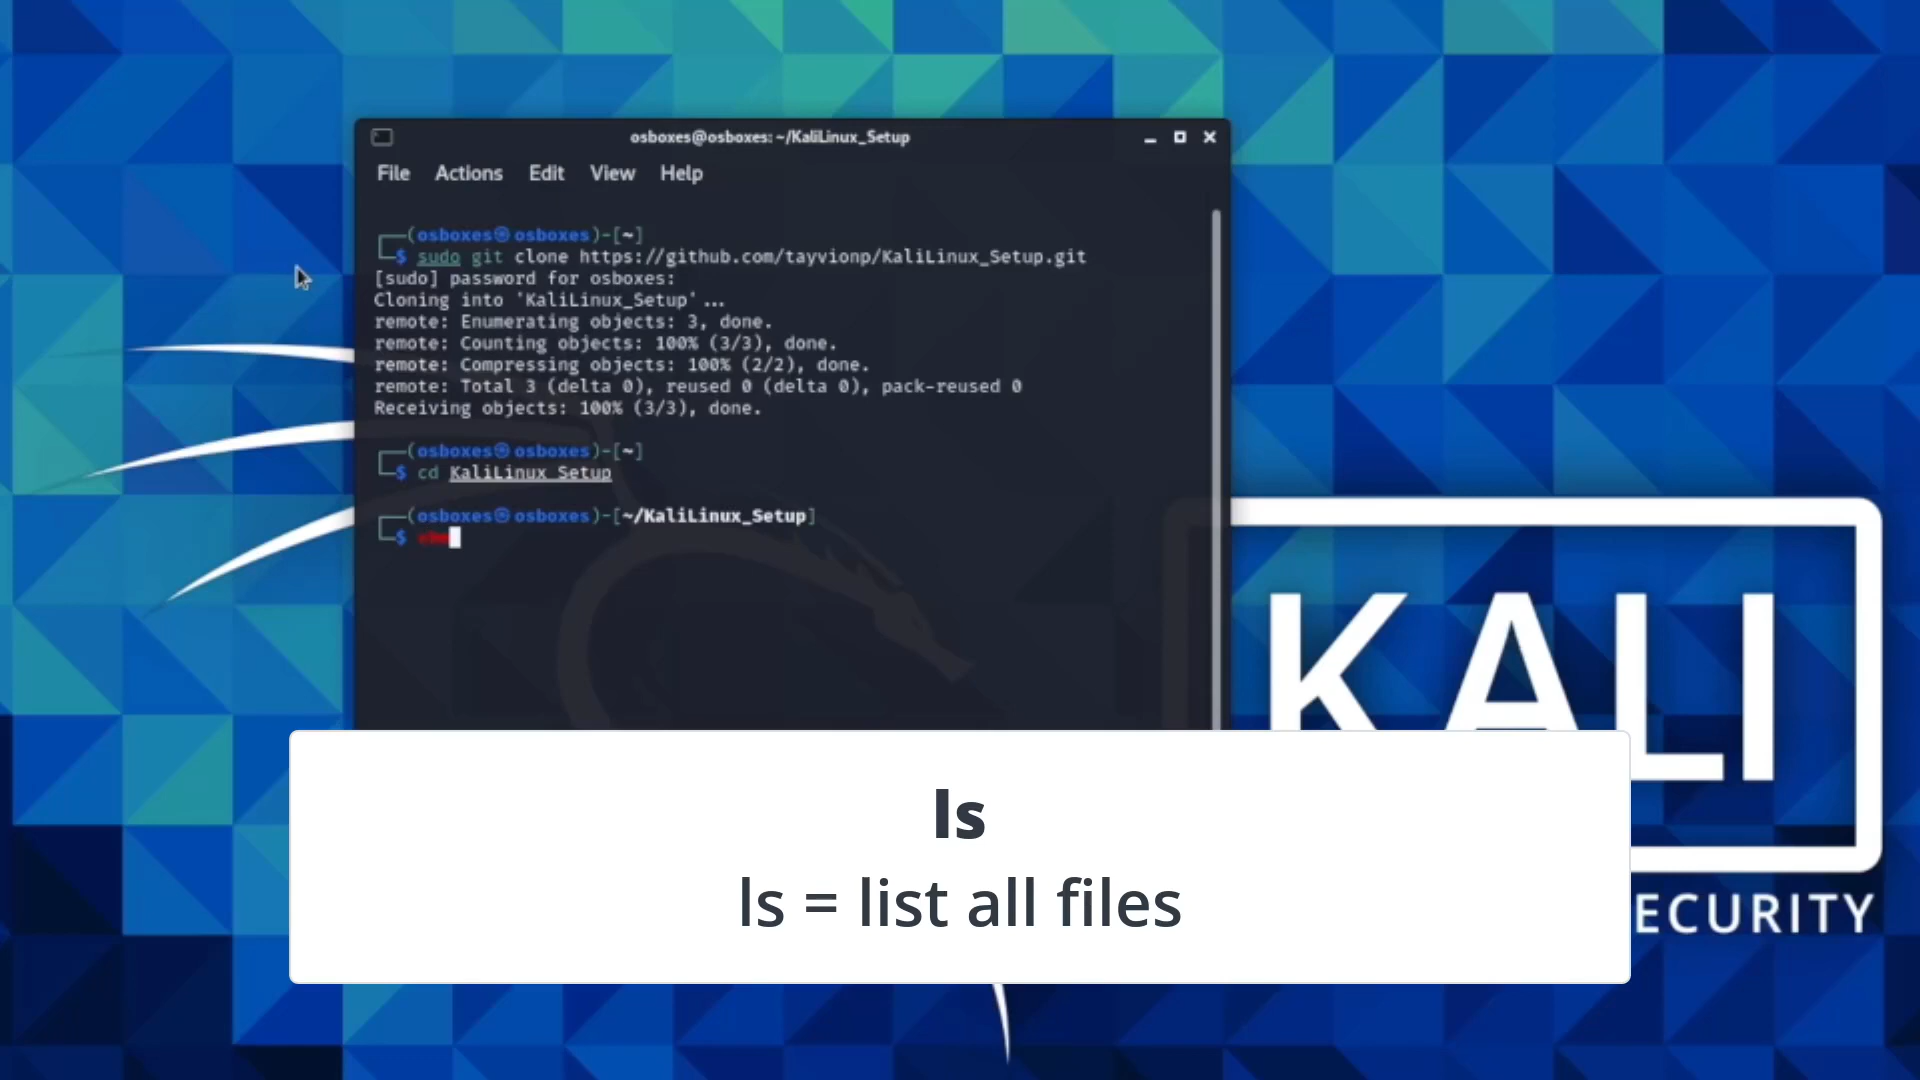 osboxes@osboxes: ~/KaliLinux_Setup
File Actions Edit View Help
(osboxes㉿osboxes)-[~]
$ sudo git clone https://github.com/tayvionp/KaliLinux_Setup.git
[sudo] password for osboxes:
Cloning into 'KaliLinux_Setup'...
remote: Enumerating objects: 3, done.
remote: Counting objects: 100% (3/3), done.
remote: Compressing objects: 100% (2/2), done.
remote: Total 3 (delta 0), reused 0 (delta 0), pack-reused 0
Receiving objects: 100% (3/3), done.
(osboxes㉿osboxes)-[~]
$ cd KaliLinux_Setup
(osboxes㉿osboxes)-[~/KaliLinux_Setup]
$
KALI
ECURITY
ls
ls = list all files